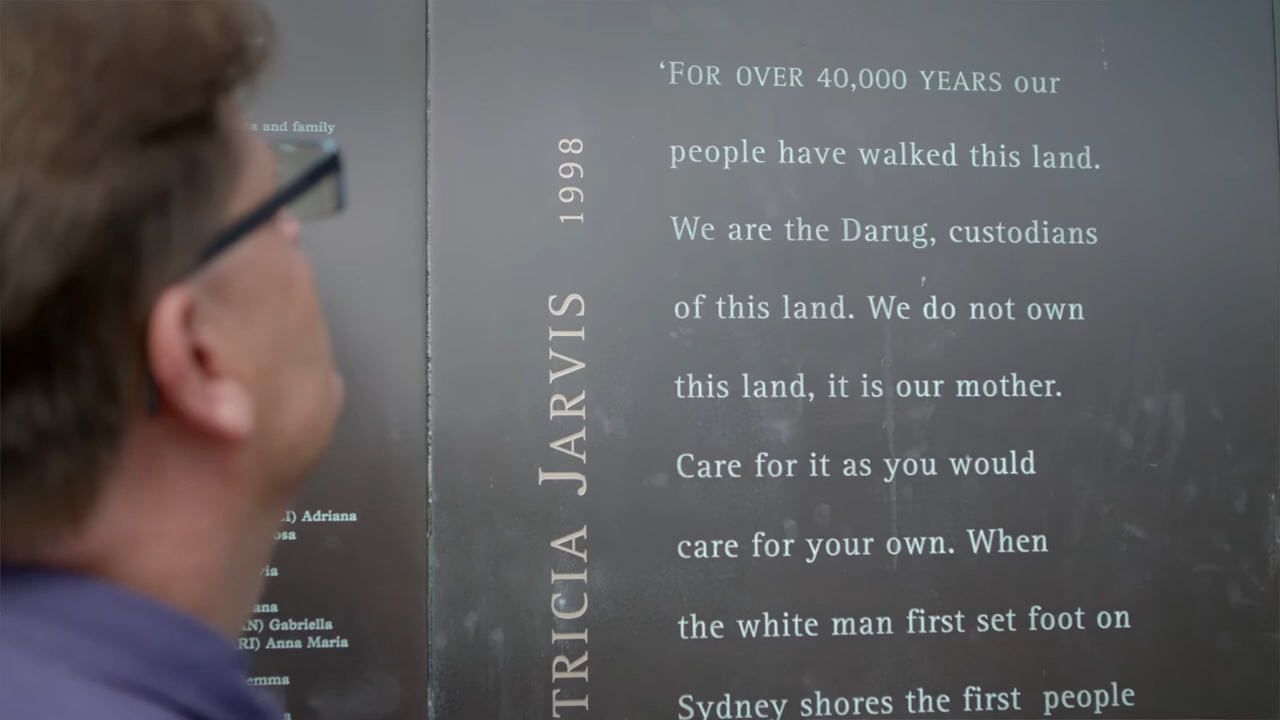 and family
I) Adriana
N) Gabriella
RI) Anna Maria
TRICIA JARVIS 1998
‘FOR OVER 40,000 YEARS our
people have walked this land.
We are the Darug, custodians
of this land. We do not own
this land, it is our mother.
Care for it as you would
care for your own. When
the white man first set foot on
Sydney shores the first people